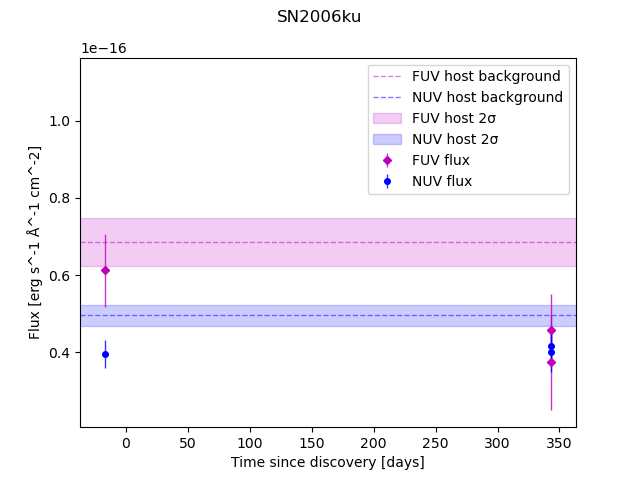 SN2006ku
1e−16
FUV host background
NUV host background
FUV host 2σ
NUV host 2σ
FUV flux
NUV flux
1.0
0.8
0.6
0.4
Flux [erg s^-1 Å^-1 cm^-2]
0 50 100 150 200 250 300 350
Time since discovery [days]